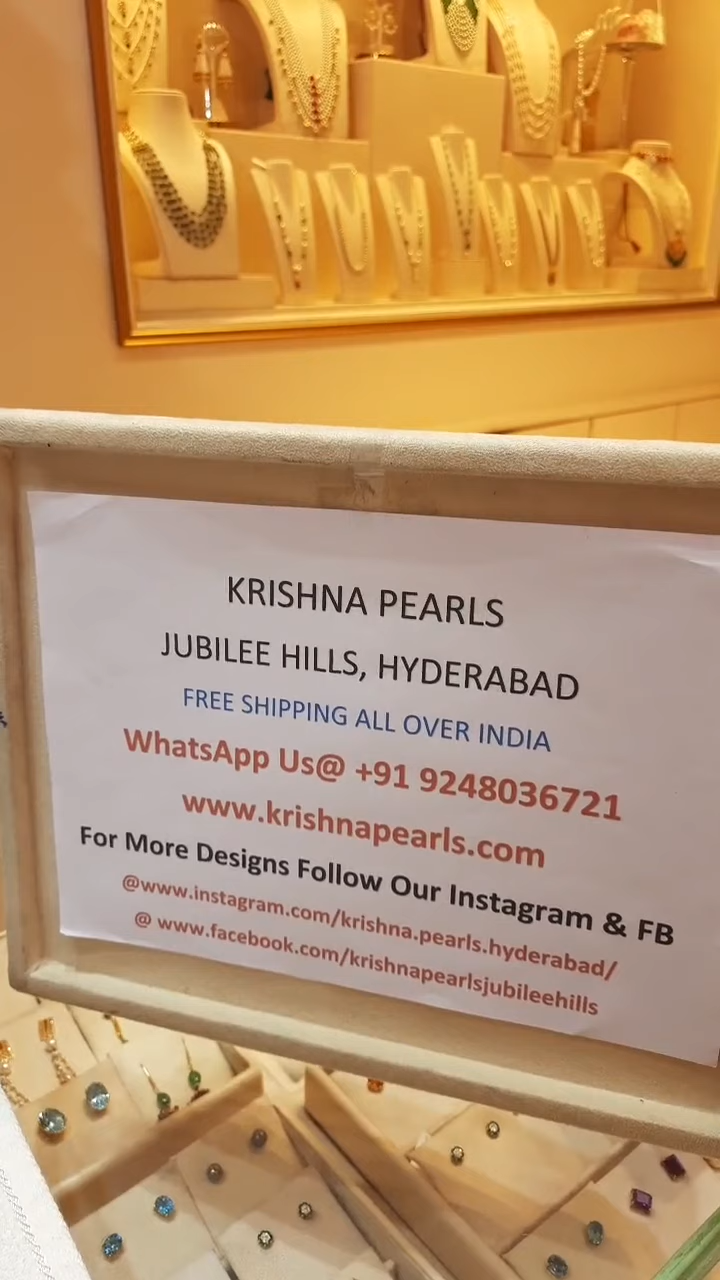 KRISHNA PEARLS
JUBILEE HILLS, HYDERABAD
FREE SHIPPING ALL OVER INDIA
WhatsApp Us@ +91 9248036721
www.krishnapearls.com
For More Designs Follow Our Instagram & FB
@www.instagram.com/krishna.pearls.hyderabad/
@ www.facebook.com/krishnapearlsjubileehills